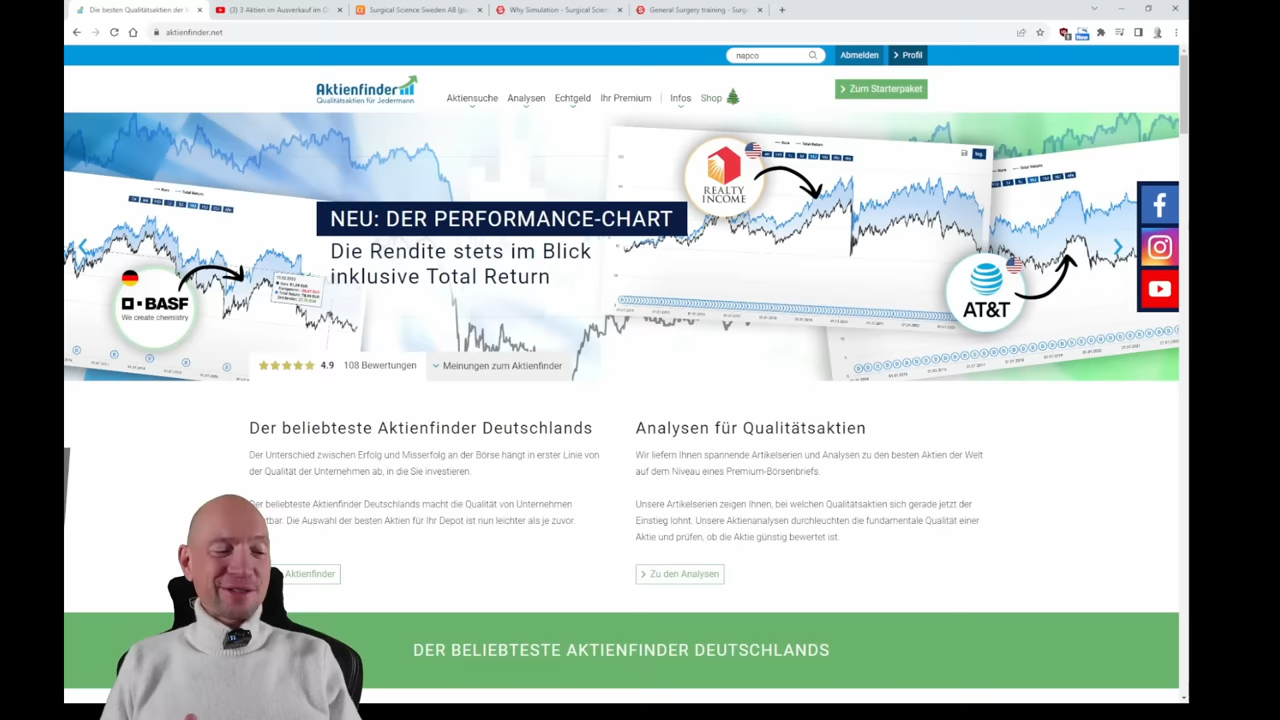 Die besten Qualitätsaktien der
(3) 3 Aktien im Ausverkauf im
Surgical Science Sweden AB
Why Simulation - Surgical Scien
General Surgery training - Surg
aktienfinder.net
napco
Abmelden
Profil
Aktienfinder
Qualitätsaktien für Jedermann
Aktiensuche
Analysen
Echtgeld
Ihr Premium
Infos
Shop
Zum Starterpaket
NEU: DER PERFORMANCE-CHART
Die Rendite stets im Blick
inklusive Total Return
BASF
We create chemistry
REALTY
INCOME
AT&T
4.9 108 Bewertungen
Meinungen zum Aktienfinder
Der beliebteste Aktienfinder Deutschlands
Der Unterschied zwischen Erfolg und Misserfolg an der Börse hängt in erster Linie von
der Qualität der Unternehmen ab, in die Sie investieren.
Der beliebteste Aktienfinder Deutschlands macht die Qualität von Unternehmen
tbar. Die Auswahl der besten Aktien für Ihr Depot ist nun leichter als je zuvor.
Aktienfinder
Analysen für Qualitätsaktien
Wir liefern Ihnen spannende Artikelserien und Analysen zu den besten Aktien der Welt
auf dem Niveau eines Premium-Börsenbriefs.
Unsere Artikelserien zeigen Ihnen, bei welchen Qualitätsaktien sich gerade jetzt der
Einstieg lohnt. Unsere Aktienanalysen durchleuchten die fundamentale Qualität einer
Aktie und prüfen, ob die Aktie günstig bewertet ist.
Zu den Analysen
DER BELIEBTESTE AKTIENFINDER DEUTSCHLANDS